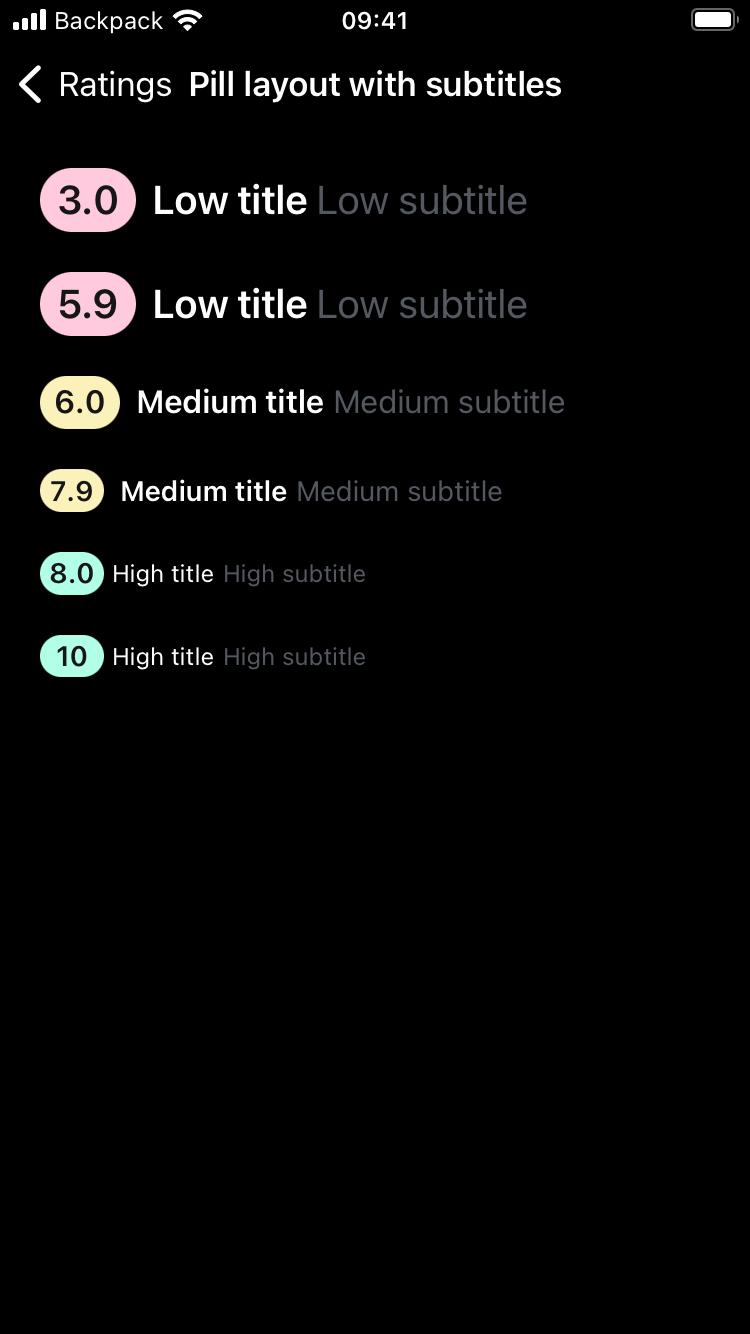 Backpack 09:41
Ratings Pill layout with subtitles
3.0 Low title Low subtitle
5.9 Low title Low subtitle
6.0 Medium title Medium subtitle
7.9 Medium title Medium subtitle
8.0 High title High subtitle
10 High title High subtitle